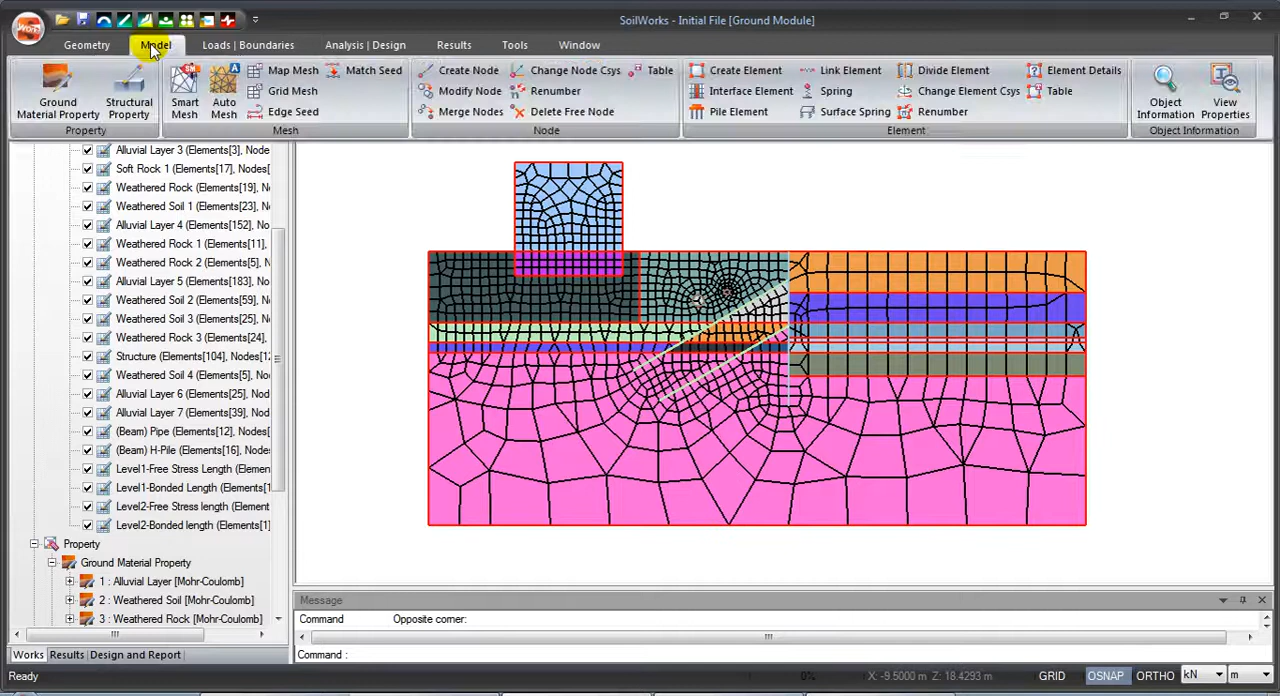 SoilWorks - Initial File [Ground Module]
Geometry Model Loads | Boundaries Analysis | Design Results Tools Window
Ground Material Property
Structural Property
Property
Smart Mesh
Auto Mesh
Map Mesh Match Seed
Grid Mesh
Edge Seed
Mesh
Create Node Change Node Csys Table
Modify Node Renumber
Merge Nodes Delete Free Node
Node
Create Element Link Element Divide Element Element Details
Interface Element Spring Change Element Csys Table
Pile Element Surface Spring Renumber
Element
Object Information
View Properties
Object Information
Alluvial Layer 3 (Elements[3], Node
Soft Rock 1 (Elements[17], Nodes[
Weathered Rock (Elements[19], N
Weathered Soil 1 (Elements[23], N
Alluvial Layer 4 (Elements[152], No
Weathered Rock 1 (Elements[11],
Weathered Rock 2 (Elements[5], N
Alluvial Layer 5 (Elements[183], No
Weathered Soil 2 (Elements[59], N
Weathered Soil 3 (Elements[25], N
Weathered Rock 3 (Elements[24],
Structure (Elements[104], Nodes[12
Weathered Soil 4 (Elements[5], No
Alluvial Layer 6 (Elements[25], Nod
Alluvial Layer 7 (Elements[39], Nod
(Beam) Pipe (Elements[12], Nodes[
(Beam) H-Pile (Elements[16], Nodes
Level1-Free Stress Length (Elemen
Level1-Bonded Length (Elements[1
Level2-Free Stress length (Element
Level2-Bonded length (Elements[1]
Property
Ground Material Property
1 : Alluvial Layer [Mohr-Coulomb]
2 : Weathered Soil [Mohr-Coulomb]
3 : Weathered Rock [Mohr-Coulomb]
Works Results Design and Report
Message
Command Opposite corner:
Command :
Ready 0% X: -9.5000 m Z: 18.4293 m GRID OSNAP ORTHO kN m